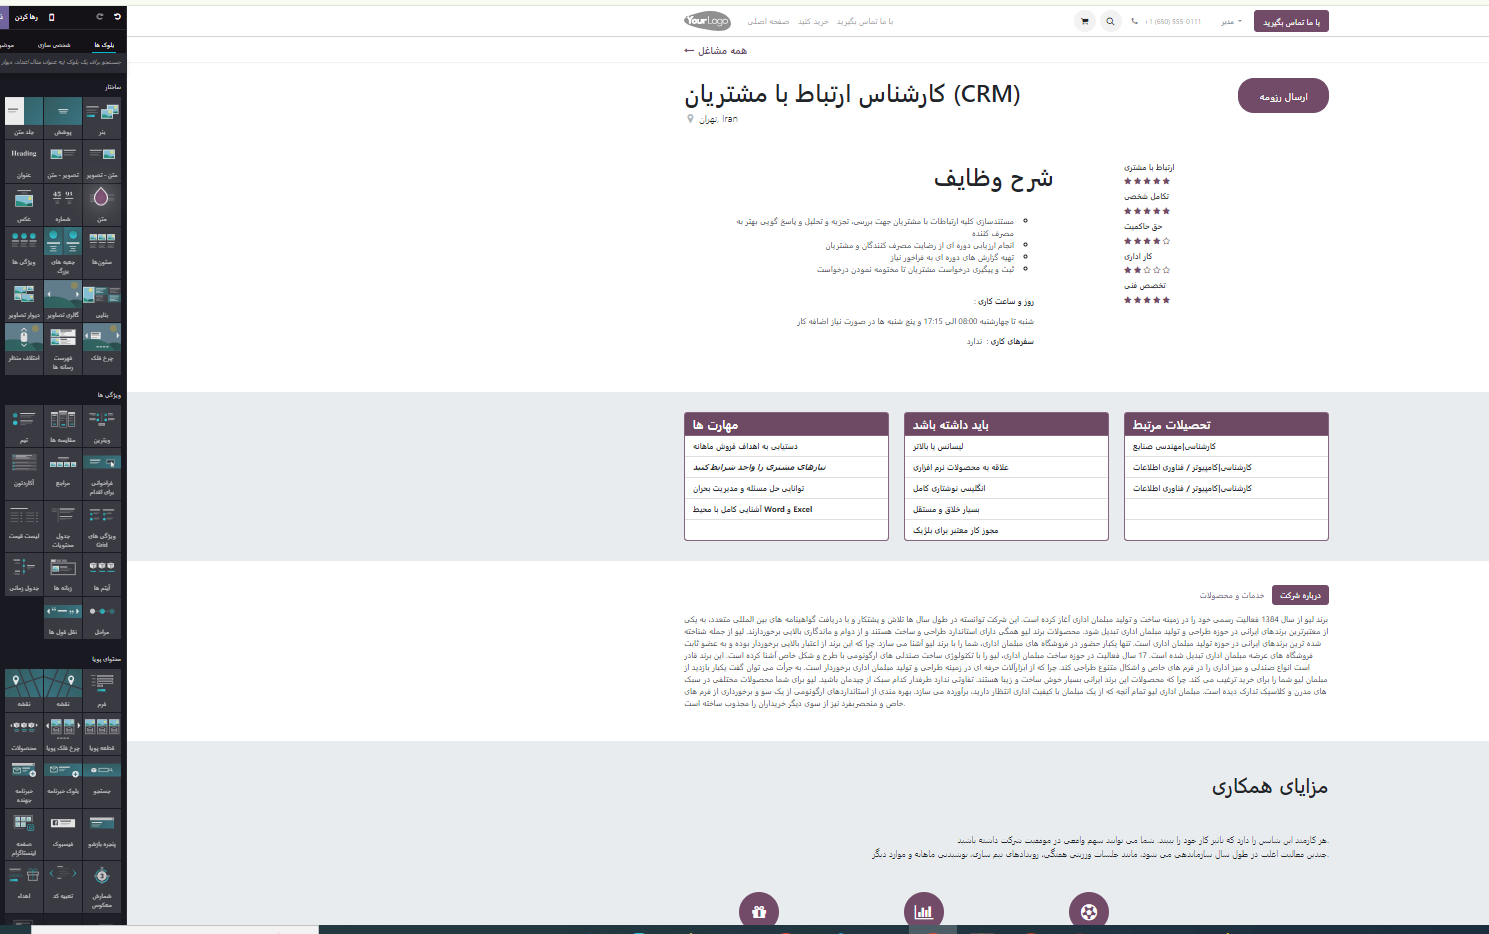 رها کردن
بلوک ها
شخصی سازی
جستجو برای یک بلوک (به عنوان مثال اعداد، دیوار
ساختار
بنر
پوشش
جلد متن
متن - تصویر
تصویر - متن
Heading
عنوان
متن
شماره
عکس
ستون‌ها
جعبه های بزرگ
ویژگی ها
بنایی
گالری تصاویر
دیوار تصاویر
چرخ فلک
فهرست رسانه ها
اختلاف منظر
ویژگی ها
ویترین
مقایسه ها
تیم
فراخوانی برای اقدام
مراجع
آکاردئون
ویژگی های Grid
جدول محتویات
لیست قیمت
آیتم ها
زبانه ها
جدول زمانی
مراحل
نقل قول ها
محتوای پویا
فرم
نقشه
نقشه
قطعه پویا
چرخ فلک پویا
محصولات
جستجو
بلوک خبرنامه
خبرنامه جهنده
پنجره بازشو
فیسبوک
صفحه اینستاگرام
شمارش معکوس
تعبیه کد
اهداء
YourLogo
صفحه اصلی
خرید کنید
با ما تماس بگیرید
+1 (650) 555-0111
مدیر
با ما تماس بگیرید
همه مشاغل
کارشناس ارتباط با مشتریان (CRM)
تهران, Iran
ارسال رزومه
شرح وظایف
مستندسازی کلیه ارتباطات با مشتریان جهت بررسی، تجزیه و تحلیل و پاسخ گویی بهتر به
مصرف کننده
انجام ارزیابی دوره ای از رضایت مصرف کنندگان و مشتریان
تهیه گزارش های دوره ای به فراخور نیاز
ثبت و پیگیری درخواست مشتریان تا مختومه نمودن درخواست
روز و ساعت کاری :
شنبه تا چهارشنبه 08:00 الی 17:15 و پنج شنبه ها در صورت نیاز اضافه کار
سفرهای کاری : ندارد
ارتباط با مشتری
تکامل شخصی
حق حاکمیت
کار اداری
تخصص فنی
مهارت ها
دستیابی به اهداف فروش ماهانه
نیازهای مشتری را واجد شرایط کنید
توانایی حل مسئله و مدیریت بحران
آشنایی کامل با محیط Word و Excel
باید داشته باشد
لیسانس یا بالاتر
علاقه به محصولات نرم افزاری
انگلیسی نوشتاری کامل
بسیار خلاق و مستقل
مجوز کار معتبر برای بلژیک
تحصیلات مرتبط
کارشناسی|مهندسی صنایع
کارشناسی|کامپیوتر / فناوری اطلاعات
کارشناسی|کامپیوتر / فناوری اطلاعات
درباره شرکت
خدمات و محصولات
برند لیو از سال 1384 فعالیت رسمی خود را در زمینه ساخت و تولید مبلمان اداری آغاز کرده است. این شرکت توانسته در طول سال ها تلاش و پشتکار و با دریافت گواهینامه های بین المللی متعدد، به یکی
از معتبرترین برندهای ایرانی در حوزه طراحی و تولید مبلمان اداری تبدیل شود. محصولات برند لیو همگی دارای استاندارد طراحی و ساخت هستند و از دوام و ماندگاری بالایی برخوردارند. لیو از جمله شناخته
شده ترین برندهای ایرانی در حوزه تولید مبلمان اداری است. تنها یکبار حضور در فروشگاه های مبلمان اداری، شما را با برند لیو آشنا می سازد. چرا که این برند از اعتبار بالایی برخوردار بوده و به عضو ثابت
فروشگاه های عرضه مبلمان اداری تبدیل شده است. 17 سال فعالیت در حوزه ساخت مبلمان اداری، لیو را با تکنولوژی ساخت صندلی های ارگونومی با طرح و شکل خاص آشنا کرده است. این برند قادر
است انواع صندلی و میز اداری را در فرم های خاص و اشکال متنوع طراحی کند. چرا که از ابزارآلات حرفه ای در زمینه طراحی و تولید مبلمان اداری برخوردار است. به جرأت می توان گفت یکبار بازدید از
مبلمان لیو شما را برای خرید ترغیب می کند. چرا که محصولات این برند ایرانی بسیار خوش ساخت و زیبا هستند. تفاوتی ندارد طرفدار کدام سبک از چیدمان باشید. لیو برای شما محصولات مختلفی در سبک
های مدرن و کلاسیک تدارک دیده است. مبلمان اداری لیو تمام آنچه که از یک مبلمان با کیفیت اداری انتظار دارید، برآورده می سازد. بهره مندی از استانداردهای ارگونومی از یک سو و برخورداری از فرم های
خاص و منحصربفرد نیز از سوی دیگر خریداران را مجذوب ساخته است.
مزایای همکاری
هر کارمند این شانس را دارد که تاثیر کار خود را ببیند. شما می توانید سهم واقعی در موفقیت شرکت داشته باشید.
چندین فعالیت اغلب در طول سال سازماندهی می شود، مانند جلسات ورزشی هفتگی، رویدادهای تیم سازی، نوشیدنی ماهانه و موارد دیگر.